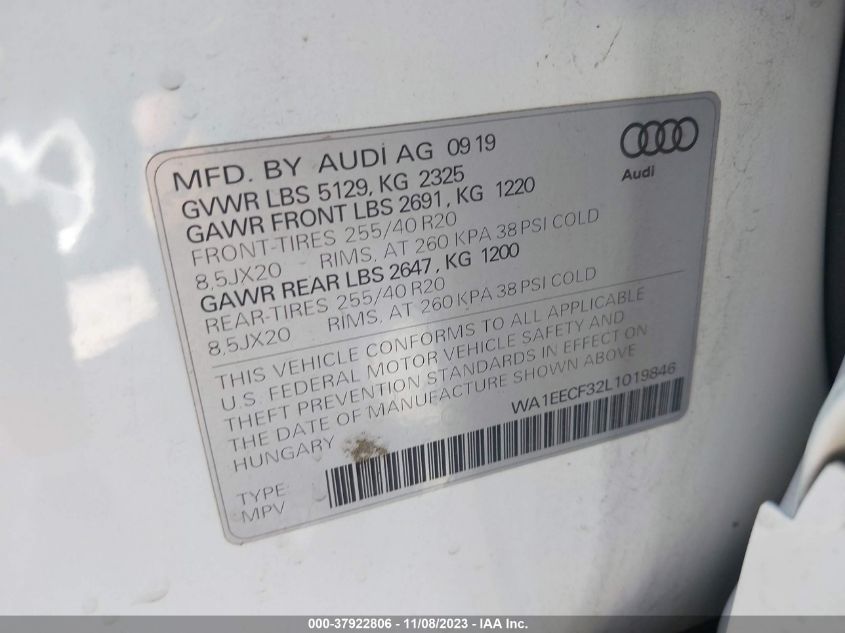 MFD. BY AUDI AG 09 19
Audi
GVWR LBS 5129, KG 2325
GAWR FRONT LBS 2691, KG 1220
FRONT-TIRES 255/40 R20
8,5JX20 RIMS, AT 260 KPA 38 PSI COLD
GAWR REAR LBS 2647, KG 1200
REAR-TIRES 255/40 R20
8,5JX20 RIMS, AT 260 KPA 38 PSI COLD
THIS VEHICLE CONFORMS TO ALL APPLICABLE
U.S. FEDERAL MOTOR VEHICLE SAFETY AND
THEFT PREVENTION STANDARDS IN EFFECT ON
THE DATE OF MANUFACTURE SHOWN ABOVE
HUNGARY WA1EECF32L1019846
TYPE:
MPV
000-37922806 - 11/08/2023 - IAA Inc.